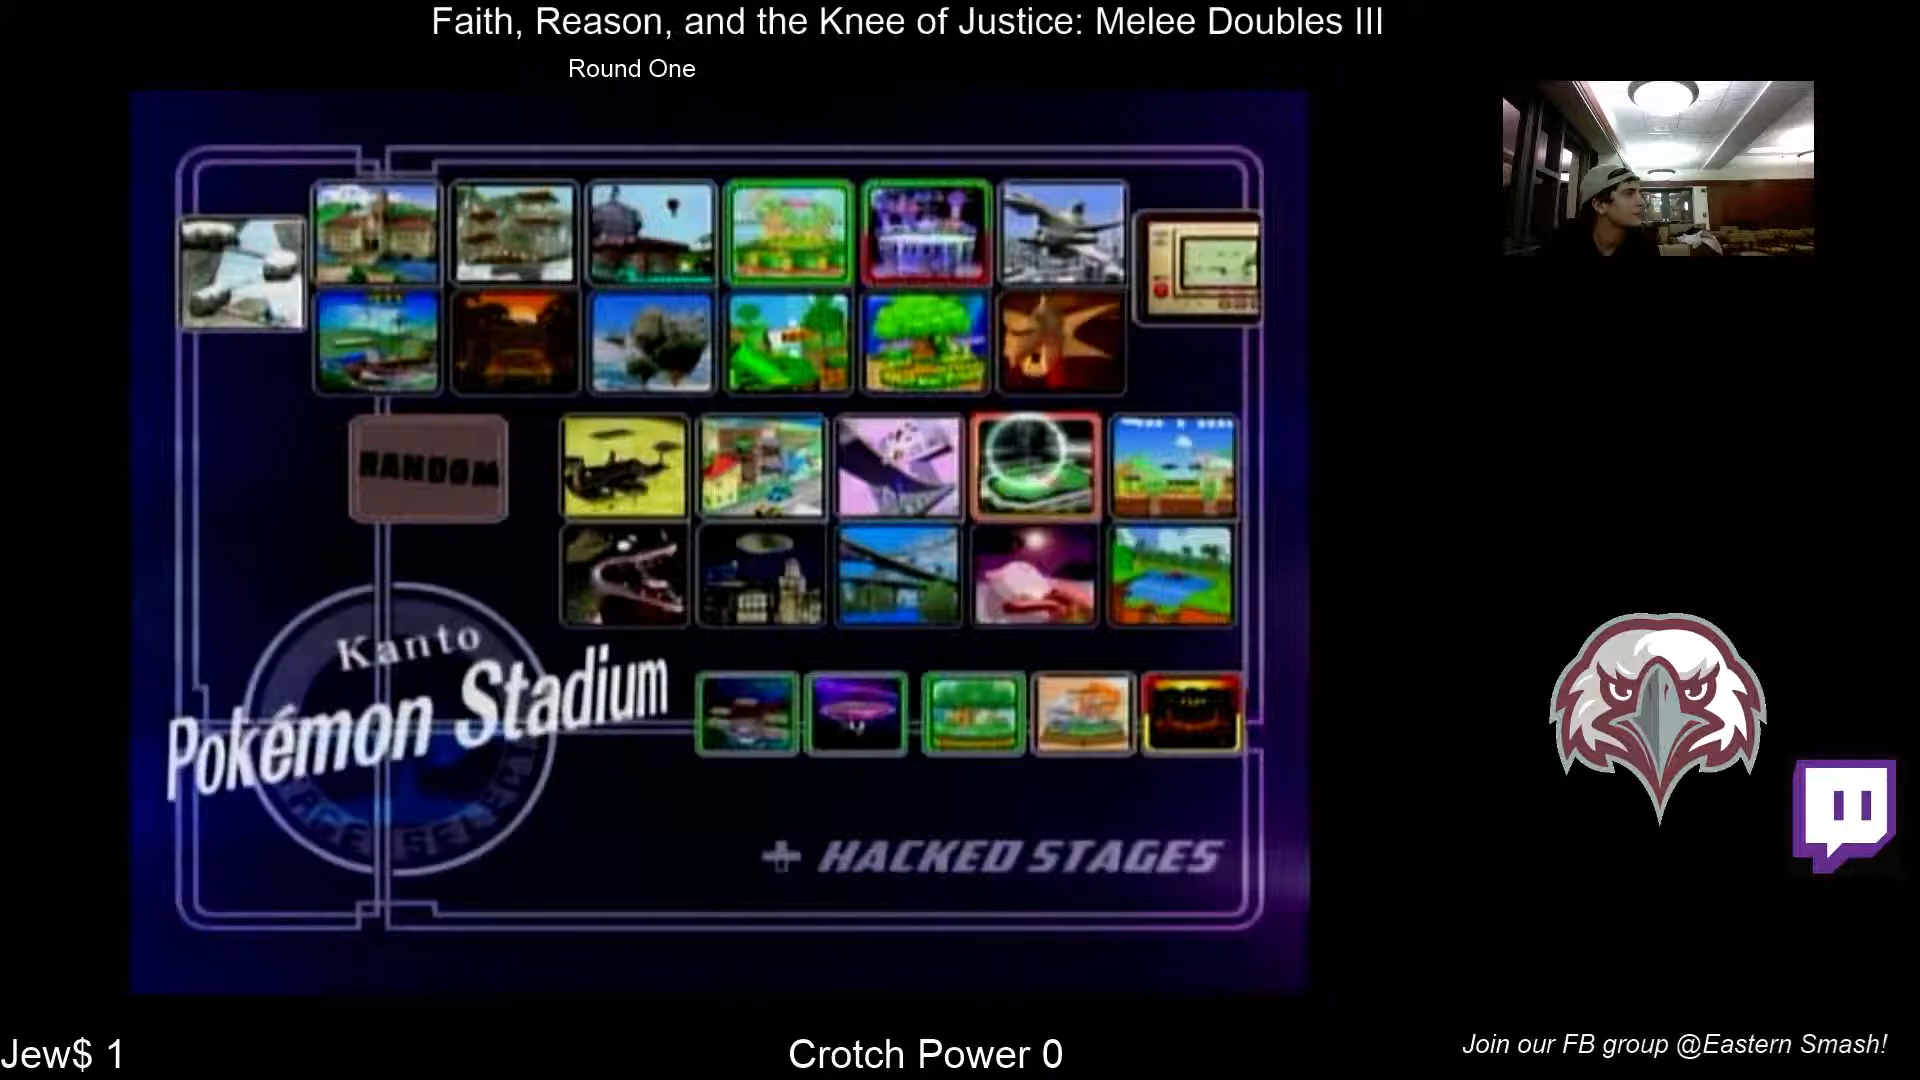 Faith, Reason, and the Knee of Justice: Melee Doubles III
Round One
RANDOM
Kanto
Pokémon Stadium
+ HACKED STAGES
Jew$ 1
Crotch Power 0
Join our FB group @Eastern Smash!